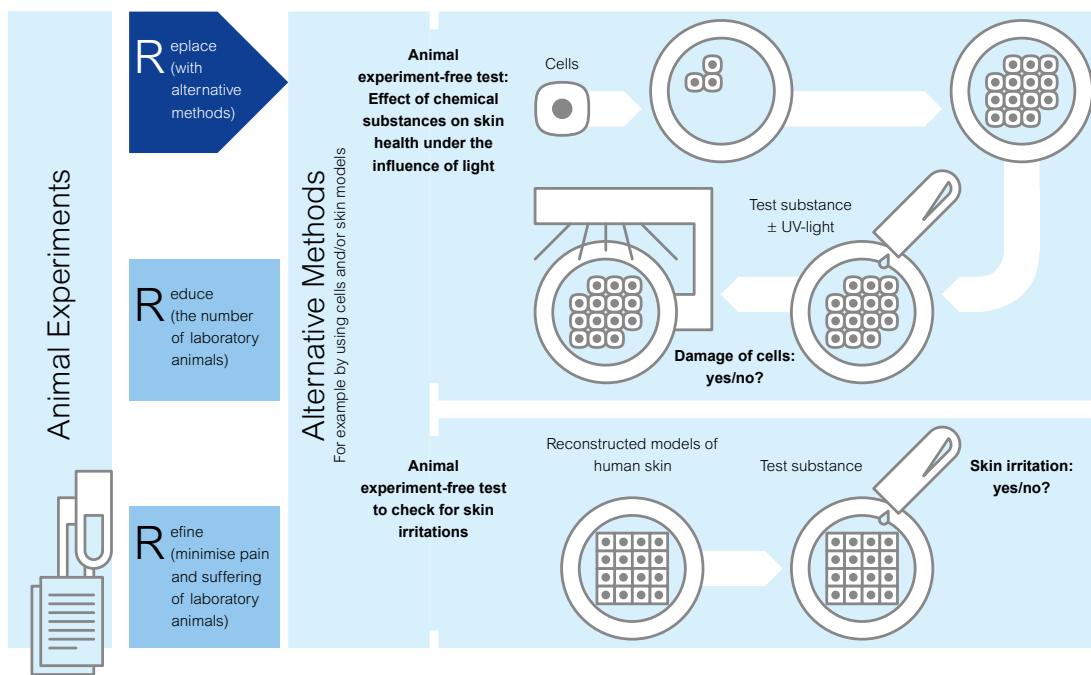 Animal Experiments
Replace
(with
alternative
methods)
Reduce
(the number
of laboratory
animals)
Refine
(minimise pain
and suffering
of laboratory
animals)
Alternative Methods
For example by using cells and/or skin models
Animal
experiment-free test:
Effect of chemical
substances on skin
health under the
influence of light
Cells
Test substance
± UV-light
Damage of cells:
yes/no?
Animal
experiment-free test
to check for skin
irritations
Reconstructed models of
human skin
Test substance
Skin irritation:
yes/no?